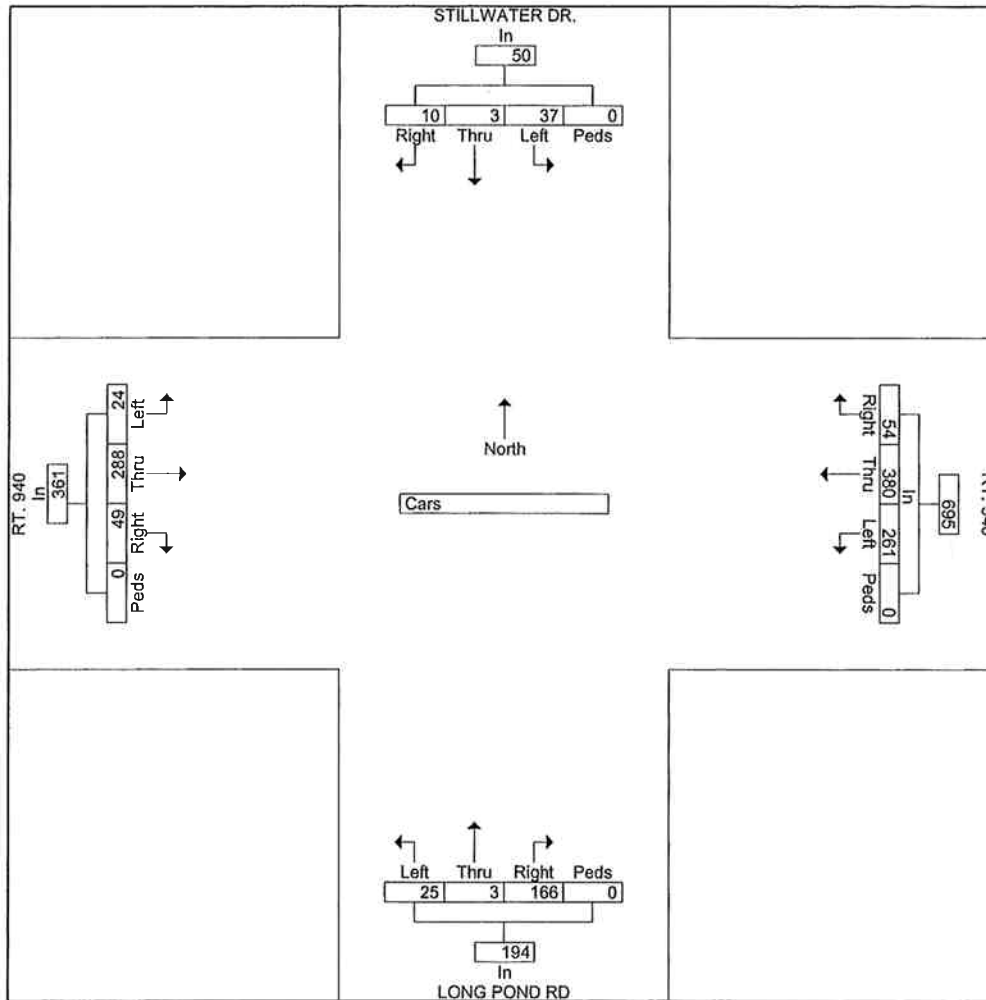 STILLWATER DR.
In
50
10 3 37 0
Right Thru Left Peds
RT. 940
In
361
24 288 49 0
Left Thru Right Peds
North
Cars
Right Thru Left Peds
54 380 261 0
In
695
Left Thru Right Peds
25 3 166 0
194
In
LONG POND RD